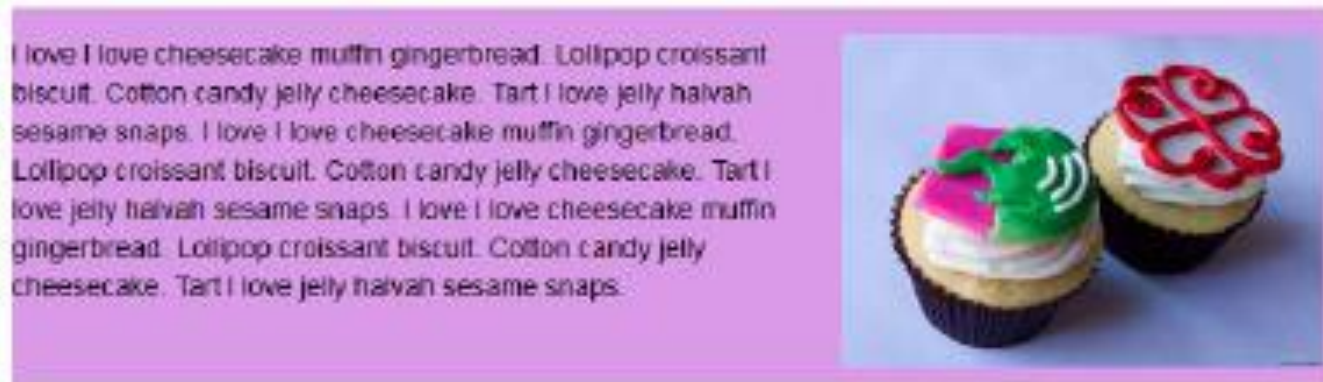 I love I love cheesecake muffin gingerbread. Lollipop croissant
biscuit. Cotton candy jelly cheesecake. Tart I love jelly halvah
sesame snaps. I love I love cheesecake muffin gingerbread.
Lollipop croissant biscuit. Cotton candy jelly cheesecake. Tart I
love jelly halvah sesame snaps. I love I love cheesecake muffin
gingerbread. Lollipop croissant biscuit. Cotton candy jelly
cheesecake. Tart I love jelly halvah sesame snaps.